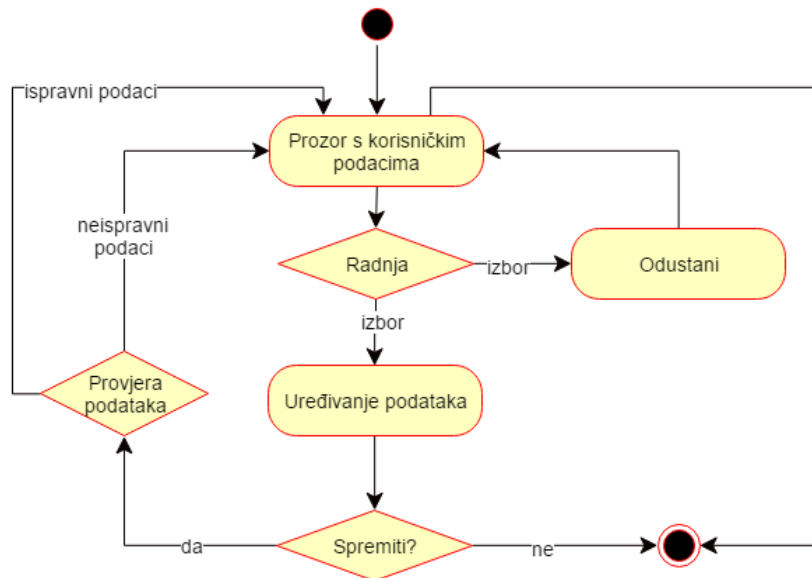 ispravni podaci
Prozor s korisničkim
podacima
neispravni
podaci
Radnja
izbor
Odustani
izbor
Provjera
podataka
Uređivanje podataka
da
Spremiti?
ne